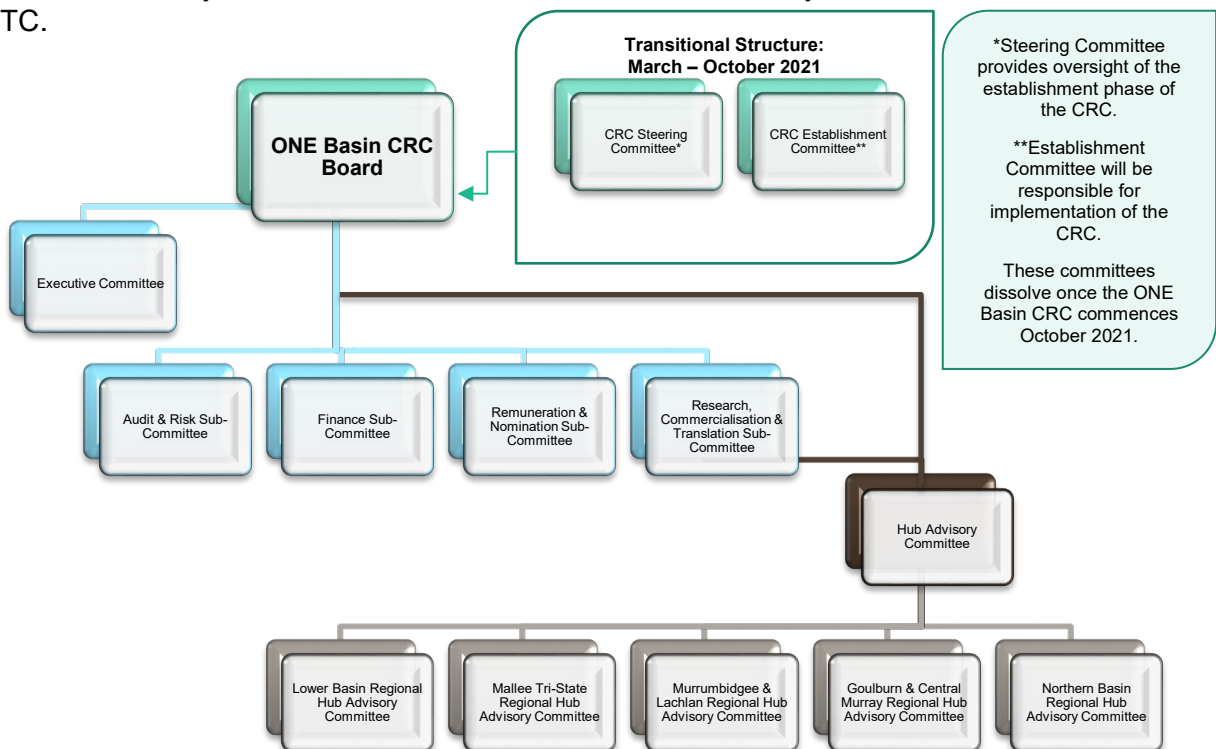 TC.
Transitional Structure:
March – October 2021
CRC Steering
Committee*
CRC Establishment
Committee**
*Steering Committee
provides oversight of the
establishment phase of
the CRC.
**Establishment
Committee will be
responsible for
implementation of the
CRC.
These committees
dissolve once the ONE
Basin CRC commences
October 2021.
ONE Basin CRC
Board
Executive Committee
Audit & Risk Sub-
Committee
Finance Sub-
Committee
Remuneration &
Nomination Sub-
Committee
Research,
Commercialisation &
Translation Sub-
Committee
Hub Advisory
Committee
Lower Basin Regional
Hub Advisory
Committee
Mallee Tri-State
Regional Hub
Advisory Committee
Murrumbidgee &
Lachlan Regional Hub
Advisory Committee
Goulburn & Central
Murray Regional Hub
Advisory Committee
Northern Basin
Regional Hub
Advisory Committee